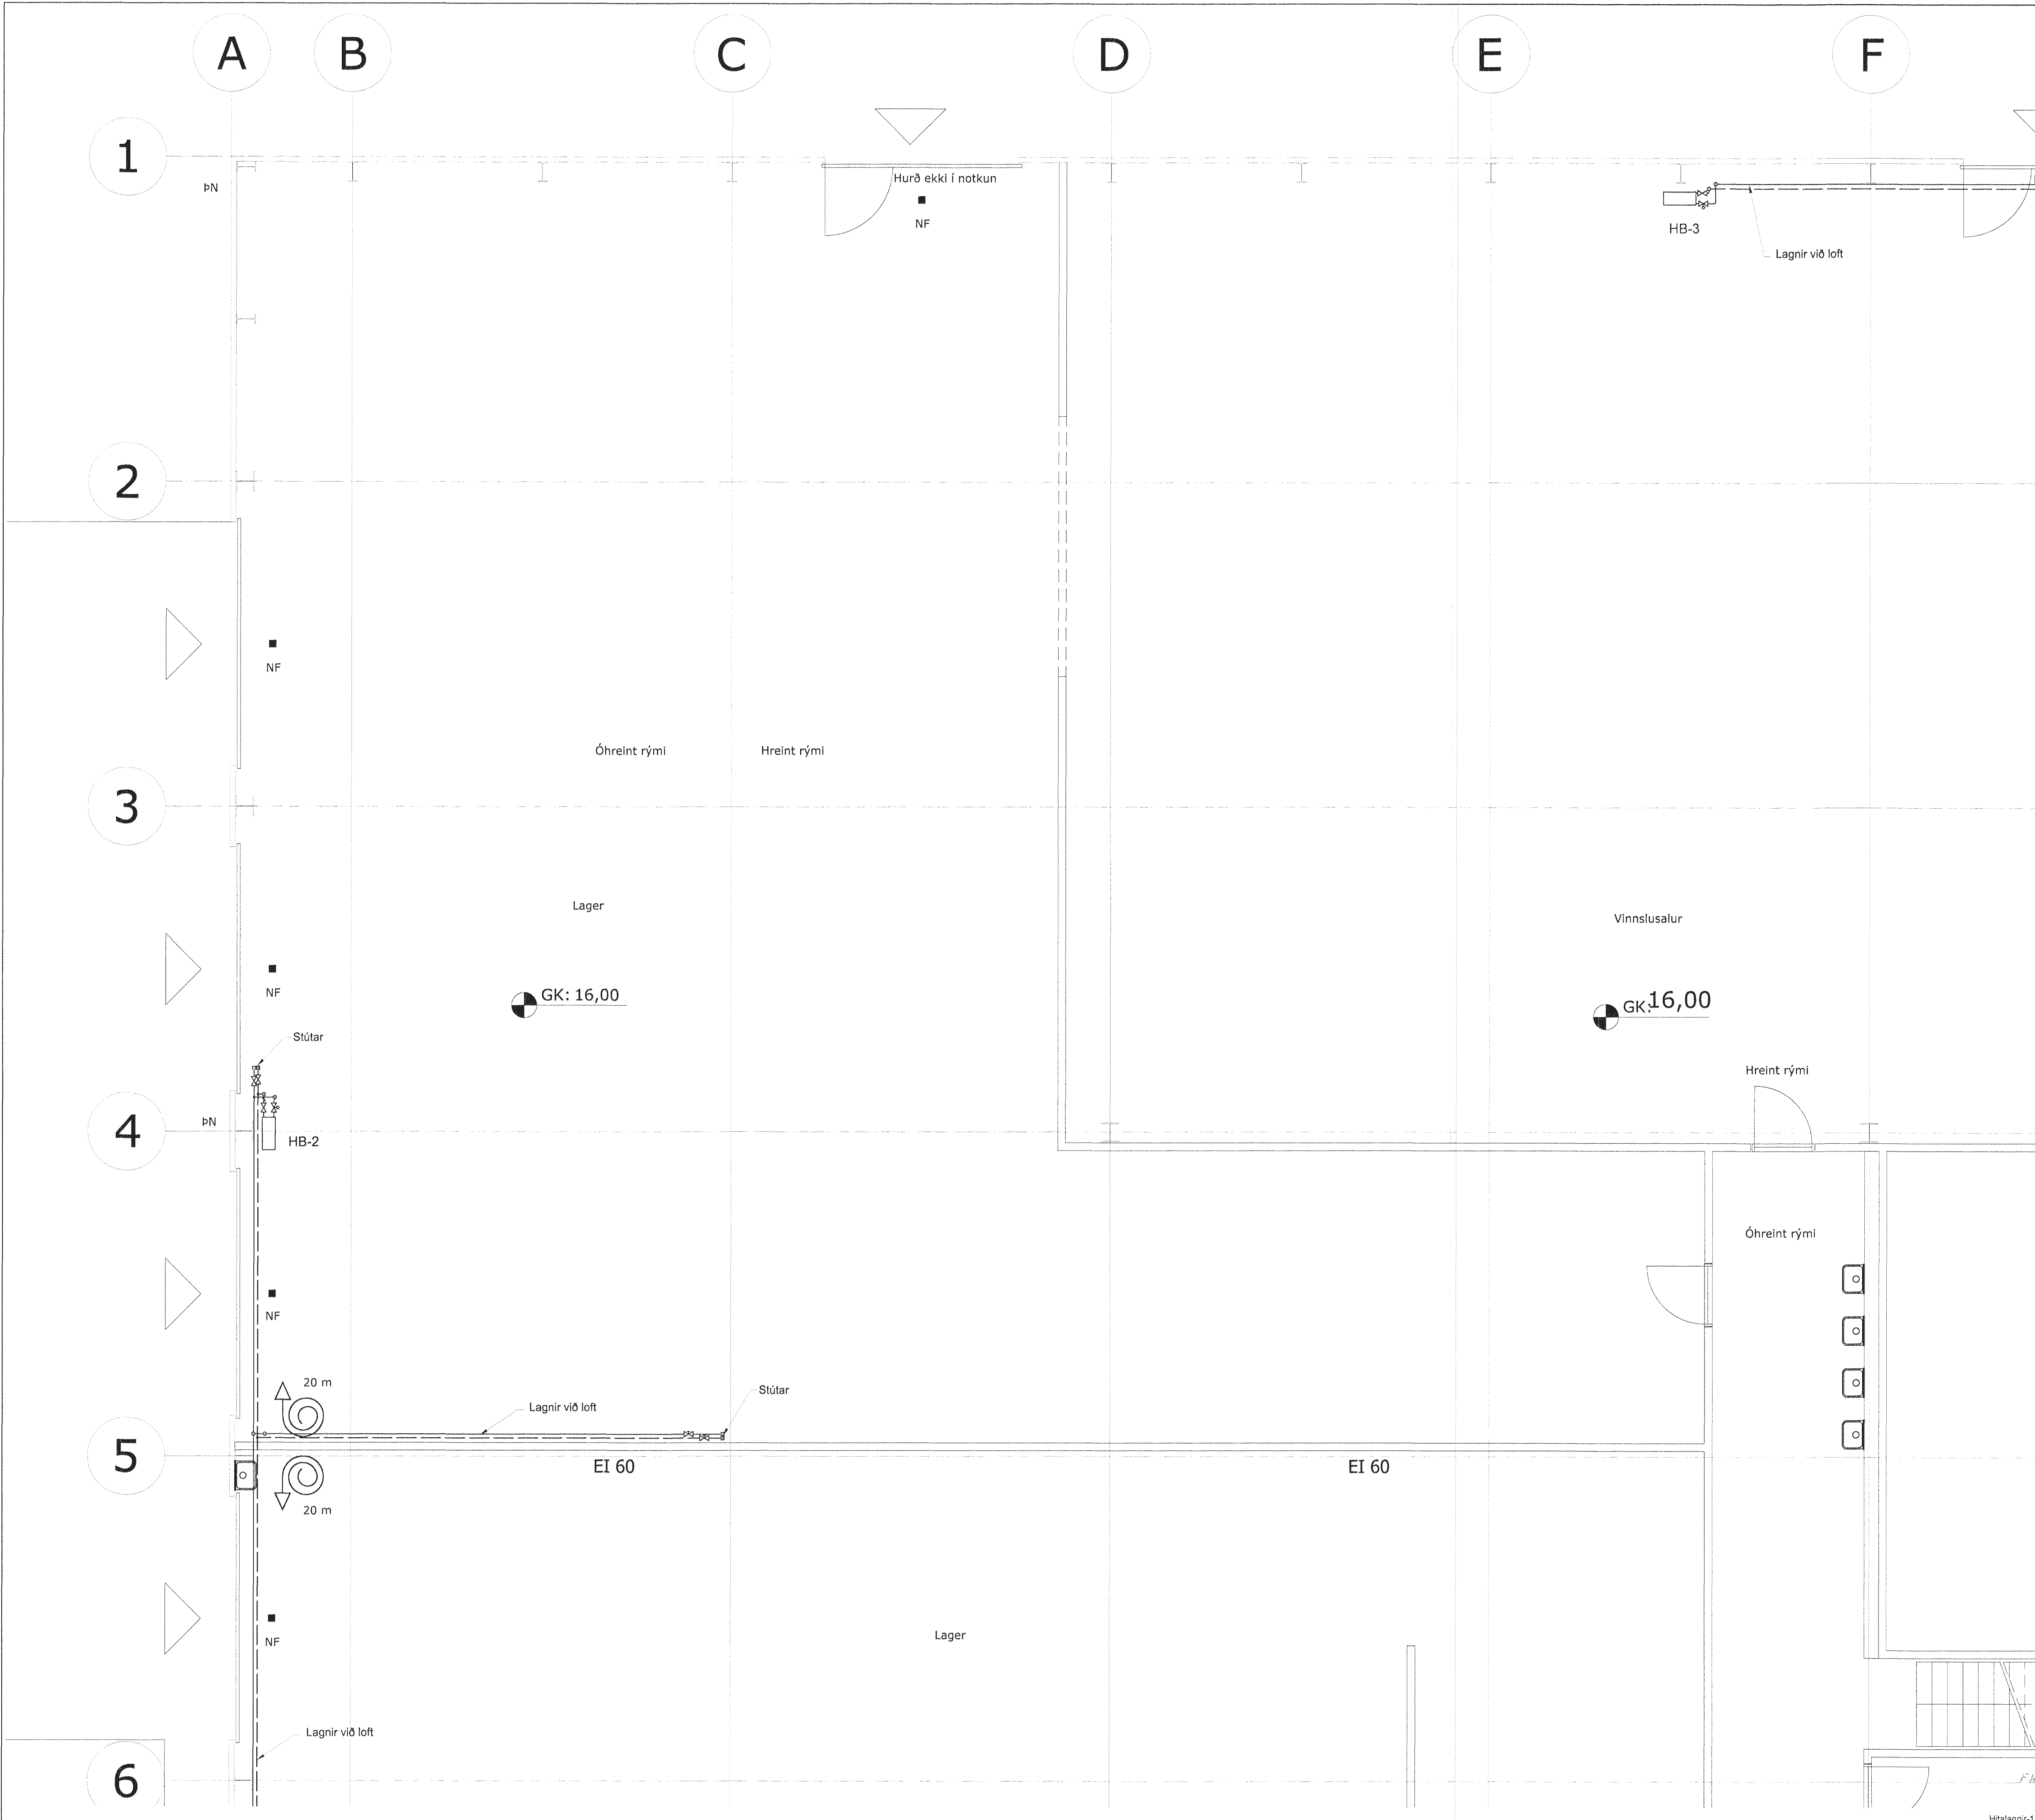 A B C D E F
1
ÞN
Hurð ekki í notkun
NF
HB-3
Lagnir við loft
2
NF
Óhreint rými
Hreint rými
3
Lager
Vinnslusalur
NF
GK: 16,00
GK: 16,00
Stútar
Hreint rými
4
ÞN
HB-2
Óhreint rými
NF
20 m
Stútar
Lagnir við loft
5
EI 60
EI 60
20 m
NF
Lager
Lagnir við loft
6
Hitalagnir-1